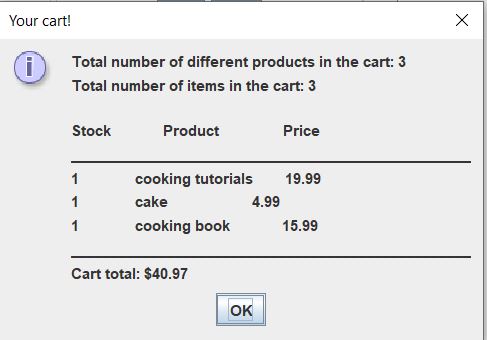 Your cart!
Total number of different products in the cart: 3
Total number of items in the cart: 3
Stock Product Price
1 cooking tutorials 19.99
1 cake 4.99
1 cooking book 15.99
Cart total: $40.97
OK